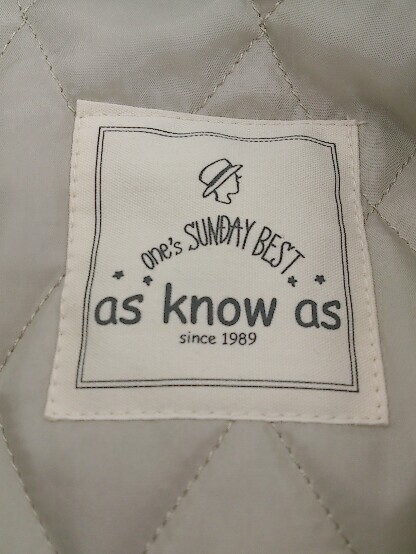 one's SUNDAY BEST
as know as
since 1989